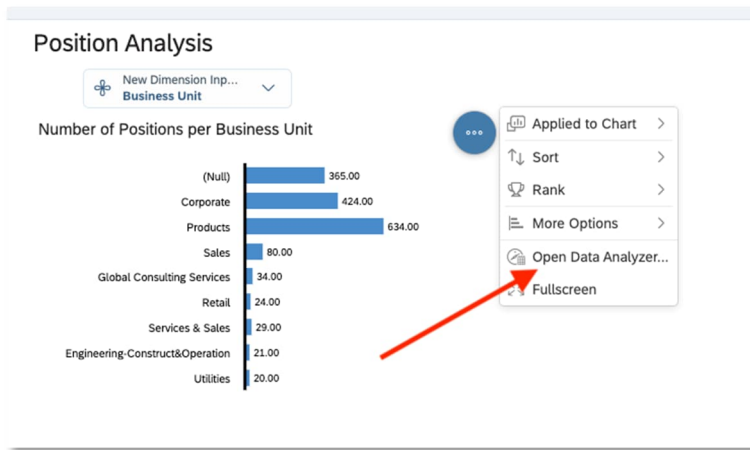 Position Analysis
New Dimension Inp...
Business Unit
Number of Positions per Business Unit
(Null) 365.00
Corporate 424.00
Products 634.00
Sales 80.00
Global Consulting Services 34.00
Retail 24.00
Services & Sales 29.00
Engineering-Construct&Operation 21.00
Utilities 20.00
Applied to Chart
Sort
Rank
More Options
Open Data Analyzer...
Fullscreen